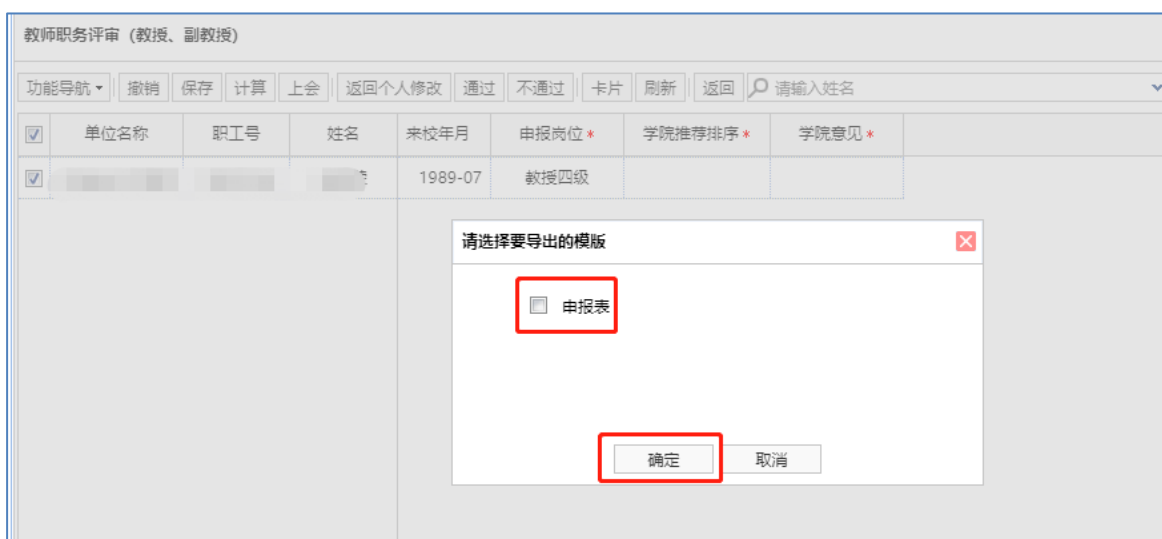 教师职务评审（教授、副教授)
功能导航 撤销 保存 计算 上会 返回个人修改 通过 不通过 卡片 刷新 返回 请输入姓名
单位名称 职工号 姓名 来校年月 申报岗位* 学院推荐排序* 学院意见*
1989-07 教授四级
请选择要导出的模版
申报表
确定 取消